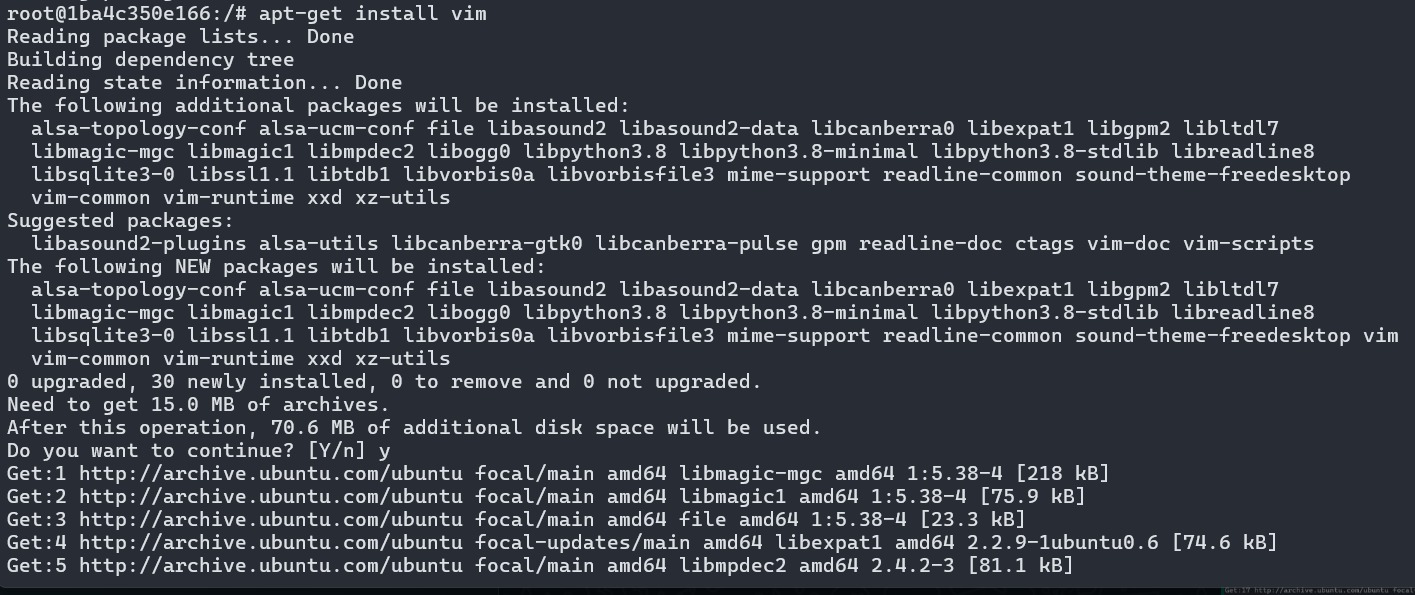 root@1ba4c350e166:/# apt-get install vim
Reading package lists... Done
Building dependency tree
Reading state information... Done
The following additional packages will be installed:
  alsa-topology-conf alsa-ucm-conf file libasound2 libasound2-data libcanberra0 libexpat1 libgpm2 libltdl7
  libmagic-mgc libmagic1 libmpdec2 libogg0 libpython3.8 libpython3.8-minimal libpython3.8-stdlib libreadline8
  libsqlite3-0 libssl1.1 libtdb1 libvorbis0a libvorbisfile3 mime-support readline-common sound-theme-freedesktop
  vim-common vim-runtime xxd xz-utils
Suggested packages:
  libasound2-plugins alsa-utils libcanberra-gtk0 libcanberra-pulse gpm readline-doc ctags vim-doc vim-scripts
The following NEW packages will be installed:
  alsa-topology-conf alsa-ucm-conf file libasound2 libasound2-data libcanberra0 libexpat1 libgpm2 libltdl7
  libmagic-mgc libmagic1 libmpdec2 libogg0 libpython3.8 libpython3.8-minimal libpython3.8-stdlib libreadline8
  libsqlite3-0 libssl1.1 libtdb1 libvorbis0a libvorbisfile3 mime-support readline-common sound-theme-freedesktop vim
  vim-common vim-runtime xxd xz-utils
0 upgraded, 30 newly installed, 0 to remove and 0 not upgraded.
Need to get 15.0 MB of archives.
After this operation, 70.6 MB of additional disk space will be used.
Do you want to continue? [Y/n] y
Get:1 http://archive.ubuntu.com/ubuntu focal/main amd64 libmagic-mgc amd64 1:5.38-4 [218 kB]
Get:2 http://archive.ubuntu.com/ubuntu focal/main amd64 libmagic1 amd64 1:5.38-4 [75.9 kB]
Get:3 http://archive.ubuntu.com/ubuntu focal/main amd64 file amd64 1:5.38-4 [23.3 kB]
Get:4 http://archive.ubuntu.com/ubuntu focal-updates/main amd64 libexpat1 amd64 2.2.9-1ubuntu0.6 [74.6 kB]
Get:5 http://archive.ubuntu.com/ubuntu focal/main amd64 libmpdec2 amd64 2.4.2-3 [81.1 kB]
Get:17 http://archive.ubuntu.com/ubuntu focal